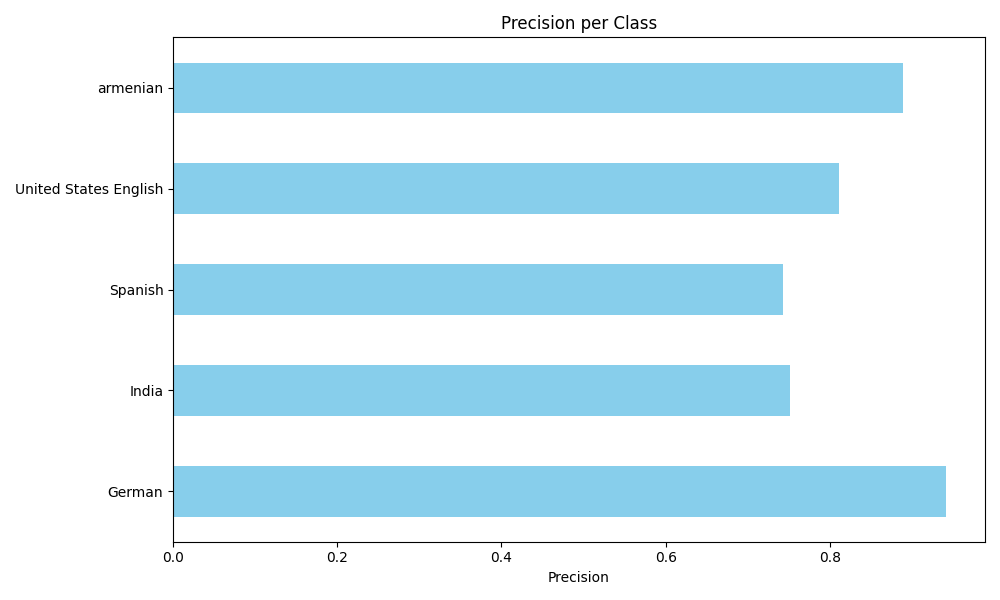 Precision per Class
armenian
United States English
Spanish
India
German
0.0 0.2 0.4 0.6 0.8
Precision